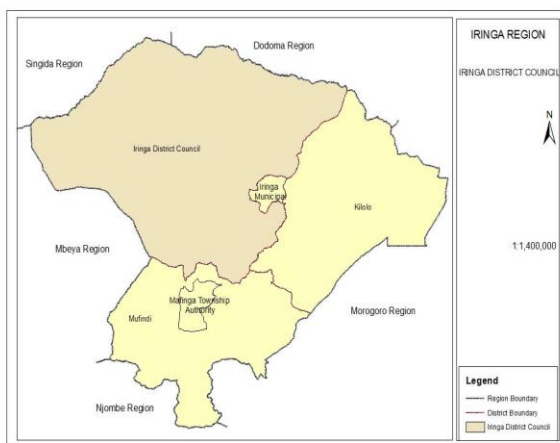 IRINGA REGION
IRINGA DISTRICT COUNCIL
N
1:1,400,000
Dodoma Region
Singida Region
Iringa District Council
Iringa
Municipal
Kilolo
Mbeya Region
Mafinga Township
Authority
Mufindi
Morogoro Region
Njombe Region
Legend
Region Boundary
District Boundary
Iringa District Council